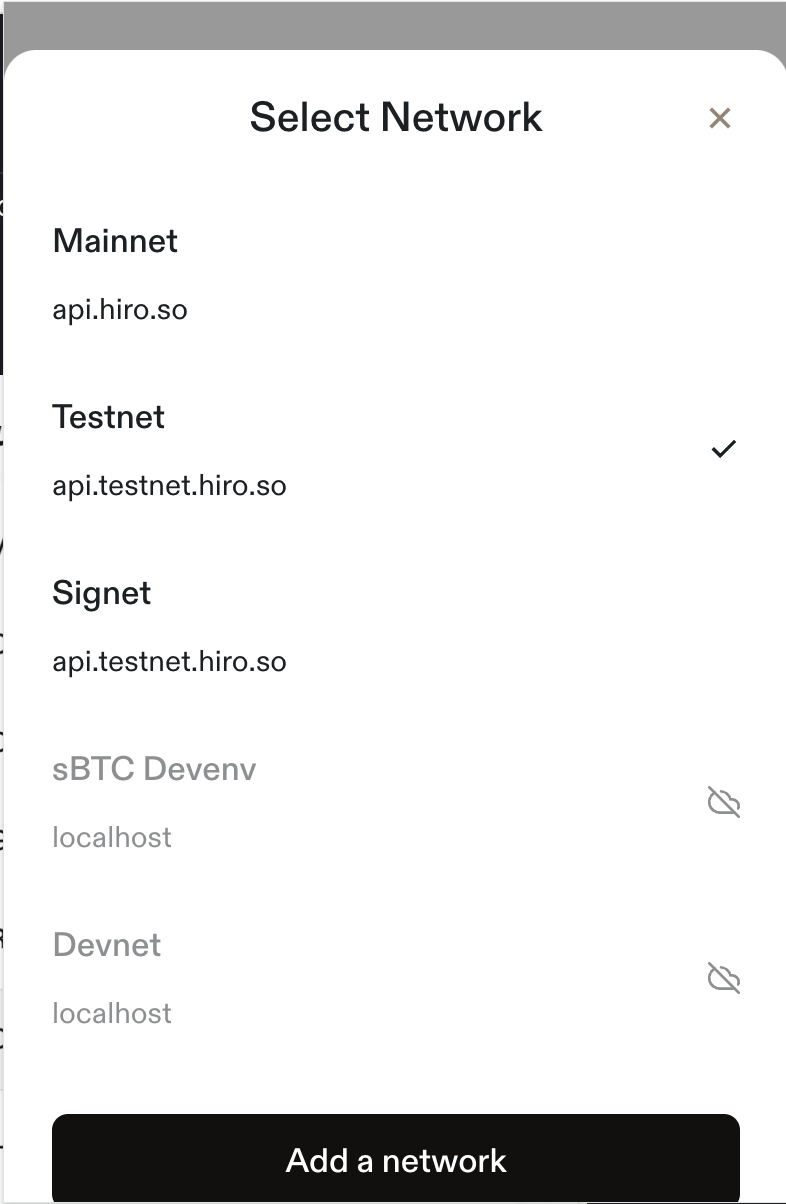 Select Network
Mainnet
api.hiro.so
Testnet
api.testnet.hiro.so
Signet
api.testnet.hiro.so
sBTC Devenv
localhost
Devnet
localhost
Add a network